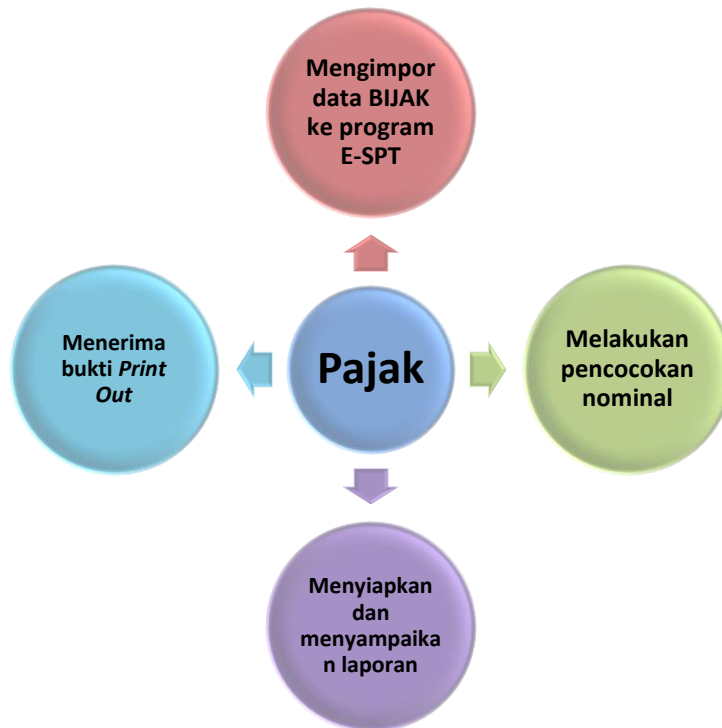 Mengimpor
data BIJAK
ke program
E-SPT
Menerima
bukti Print
Out
Pajak
Melakukan
pencocokan
nominal
Menyiapkan
dan
menyampaika
n laporan